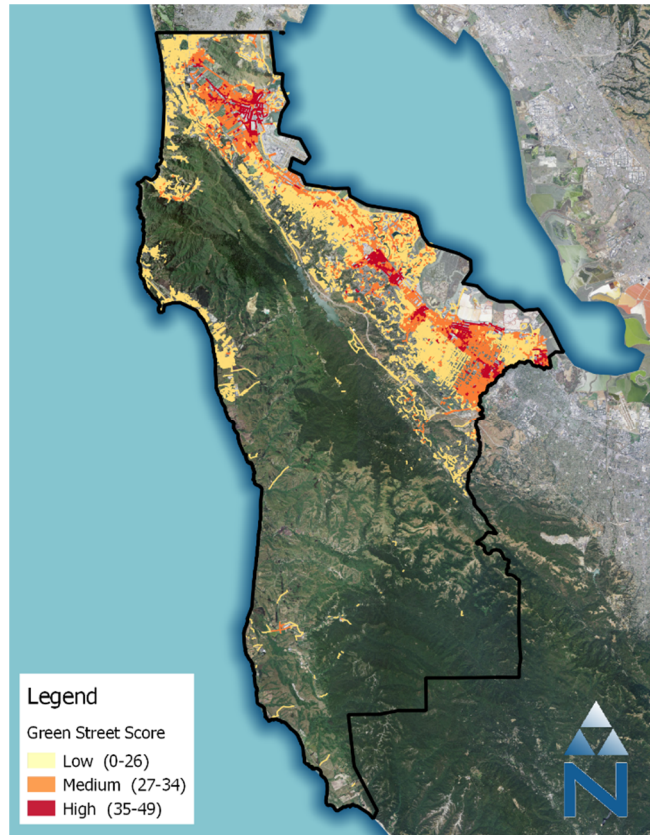 Legend
Green Street Score
Low (0-26)
Medium (27-34)
High (35-49)
N